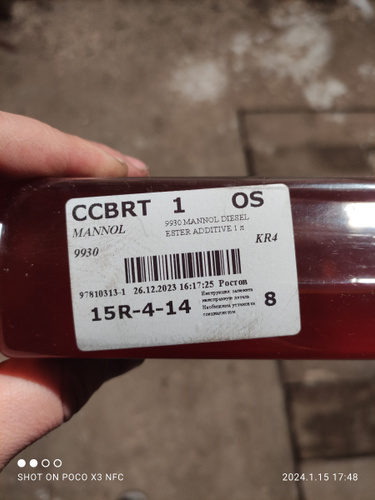 CCBRT 1 OS
MANNOL
9930 MANNOL DIESEL
ESTER ADDITIVE 1 л
9930
KR4
97810313-1 26.12.2023 16:17:25 Ростов
15R-4-14
8
SHOT ON POCO X3 NFC
2024.1.15 17:48